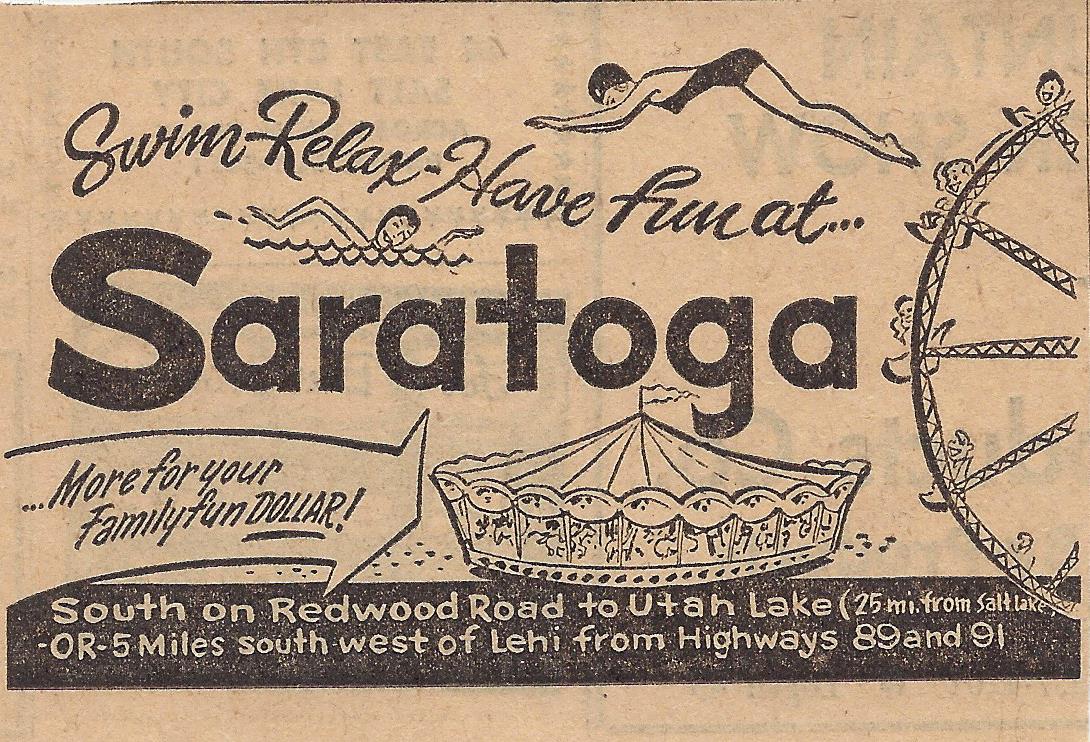 Swim-Relax-Have fun at...
Saratoga
...More for your
Family fun DOLLAR!
South on Redwood Road to Utah Lake (25 mi. from Salt Lake
-OR-5 Miles south west of Lehi from Highways 89 and 91